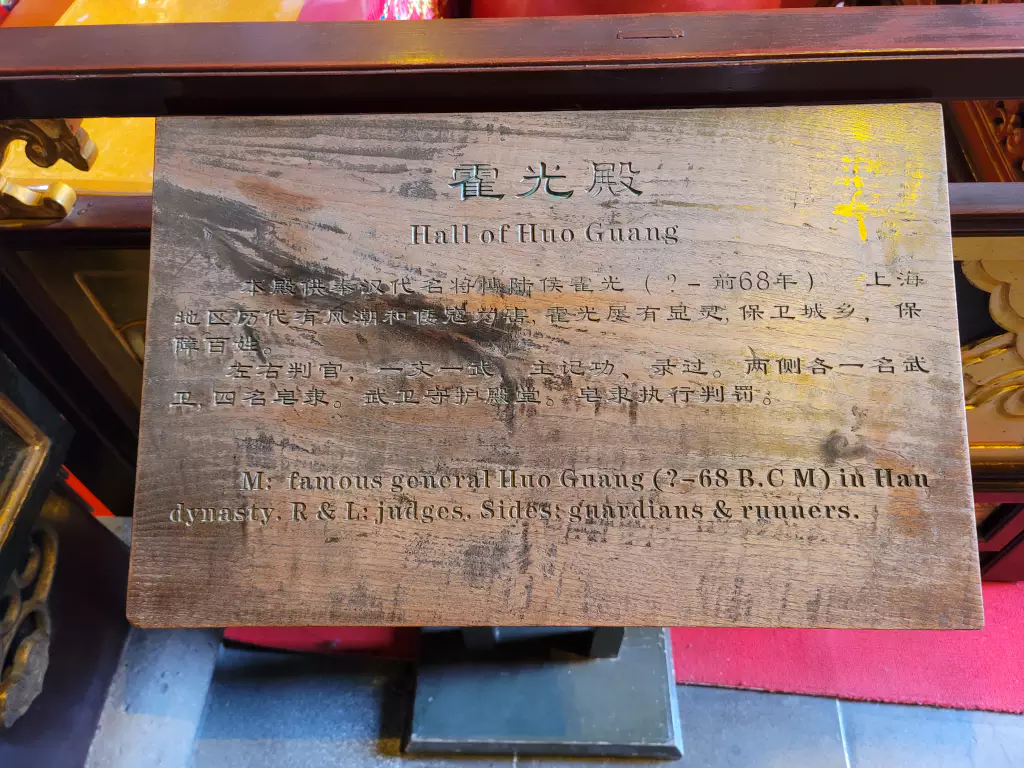 霍光殿
Hall of Huo Guang
本殿供奉汉代名将博陆侯霍光（?-前68年） 上海
地区历代有风潮和倭寇为害,霍光屡有显灵,保卫城乡，保
障百姓。
左右判官，一文一武，主记功、录过。两侧各一名武
卫,四名皂隶。武卫守护殿堂。皂隶执行判罚。
M: famous general Huo Guang (?-68 B.C M) in Han
dynasty. R & L: judges. Sides: guardians & runners.